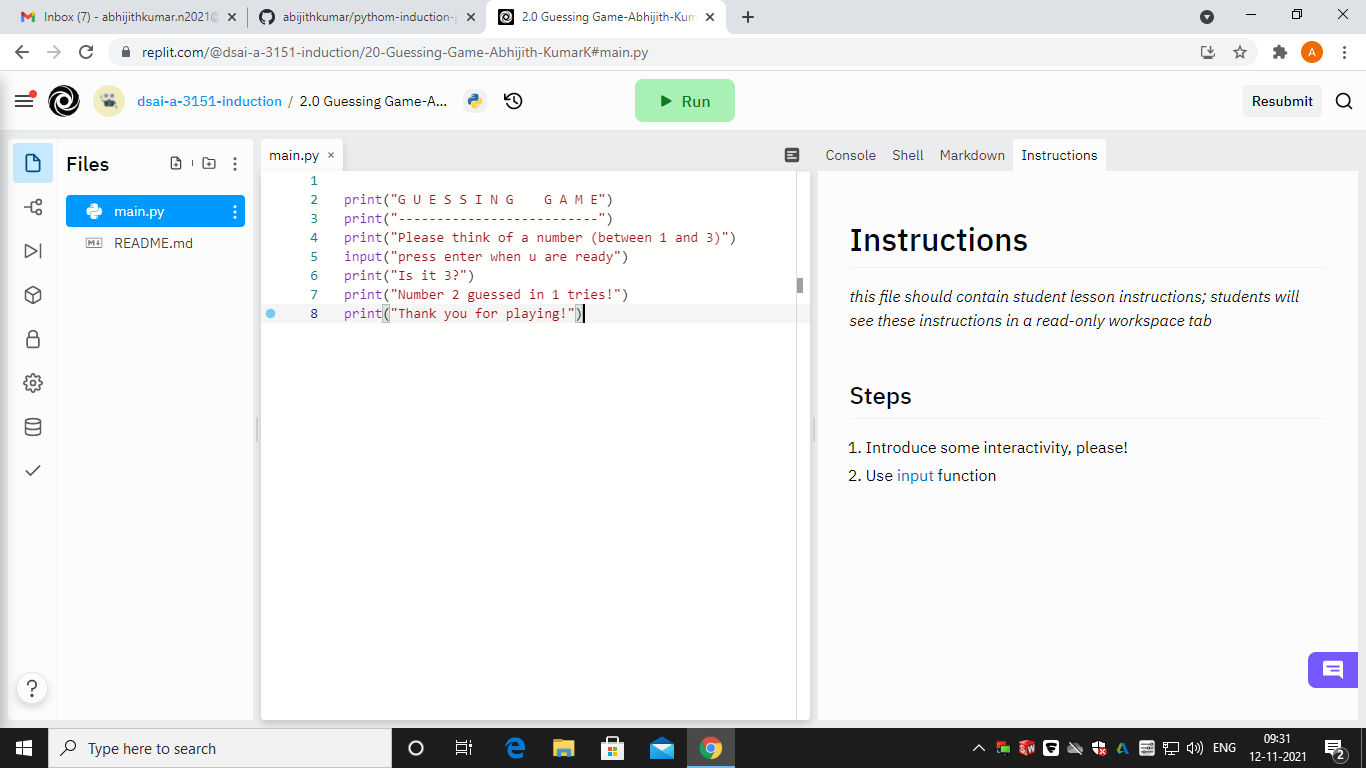 Inbox (7) - abhijithkumar.n2021@
abijithkumar/pythom-induction-p
2.0 Guessing Game-Abhijith-Kum
replit.com/@dsai-a-3151-induction/20-Guessing-Game-Abhijith-KumarK#main.py
A
dsai-a-3151-induction / 2.0 Guessing Game-A...
Run
Resubmit
Files
main.py
README.md
main.py
1
2 print("G U E S S I N G    G A M E")
3 print("--------------------------")
4 print("Please think of a number (between 1 and 3)")
5 input("press enter when u are ready")
6 print("Is it 3?")
7 print("Number 2 guessed in 1 tries!")
8 print("Thank you for playing!")
Console Shell Markdown Instructions
Instructions
this file should contain student lesson instructions; students will
see these instructions in a read-only workspace tab
Steps
1. Introduce some interactivity, please!
2. Use input function
?
Type here to search
ENG
09:31
12-11-2021
2